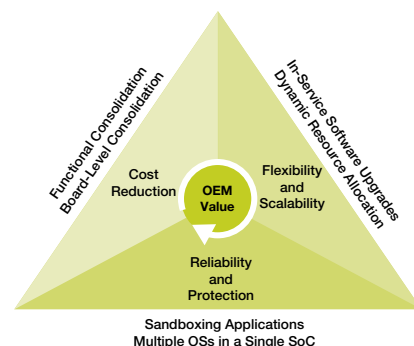 Functional Consolidation
Board-Level Consolidation
In-Service Software Upgrades
Dynamic Resource Allocation
Cost
Reduction
OEM
Value
Flexibility
and
Scalability
Reliability
and
Protection
Sandboxing Applications
Multiple OSs in a Single SoC